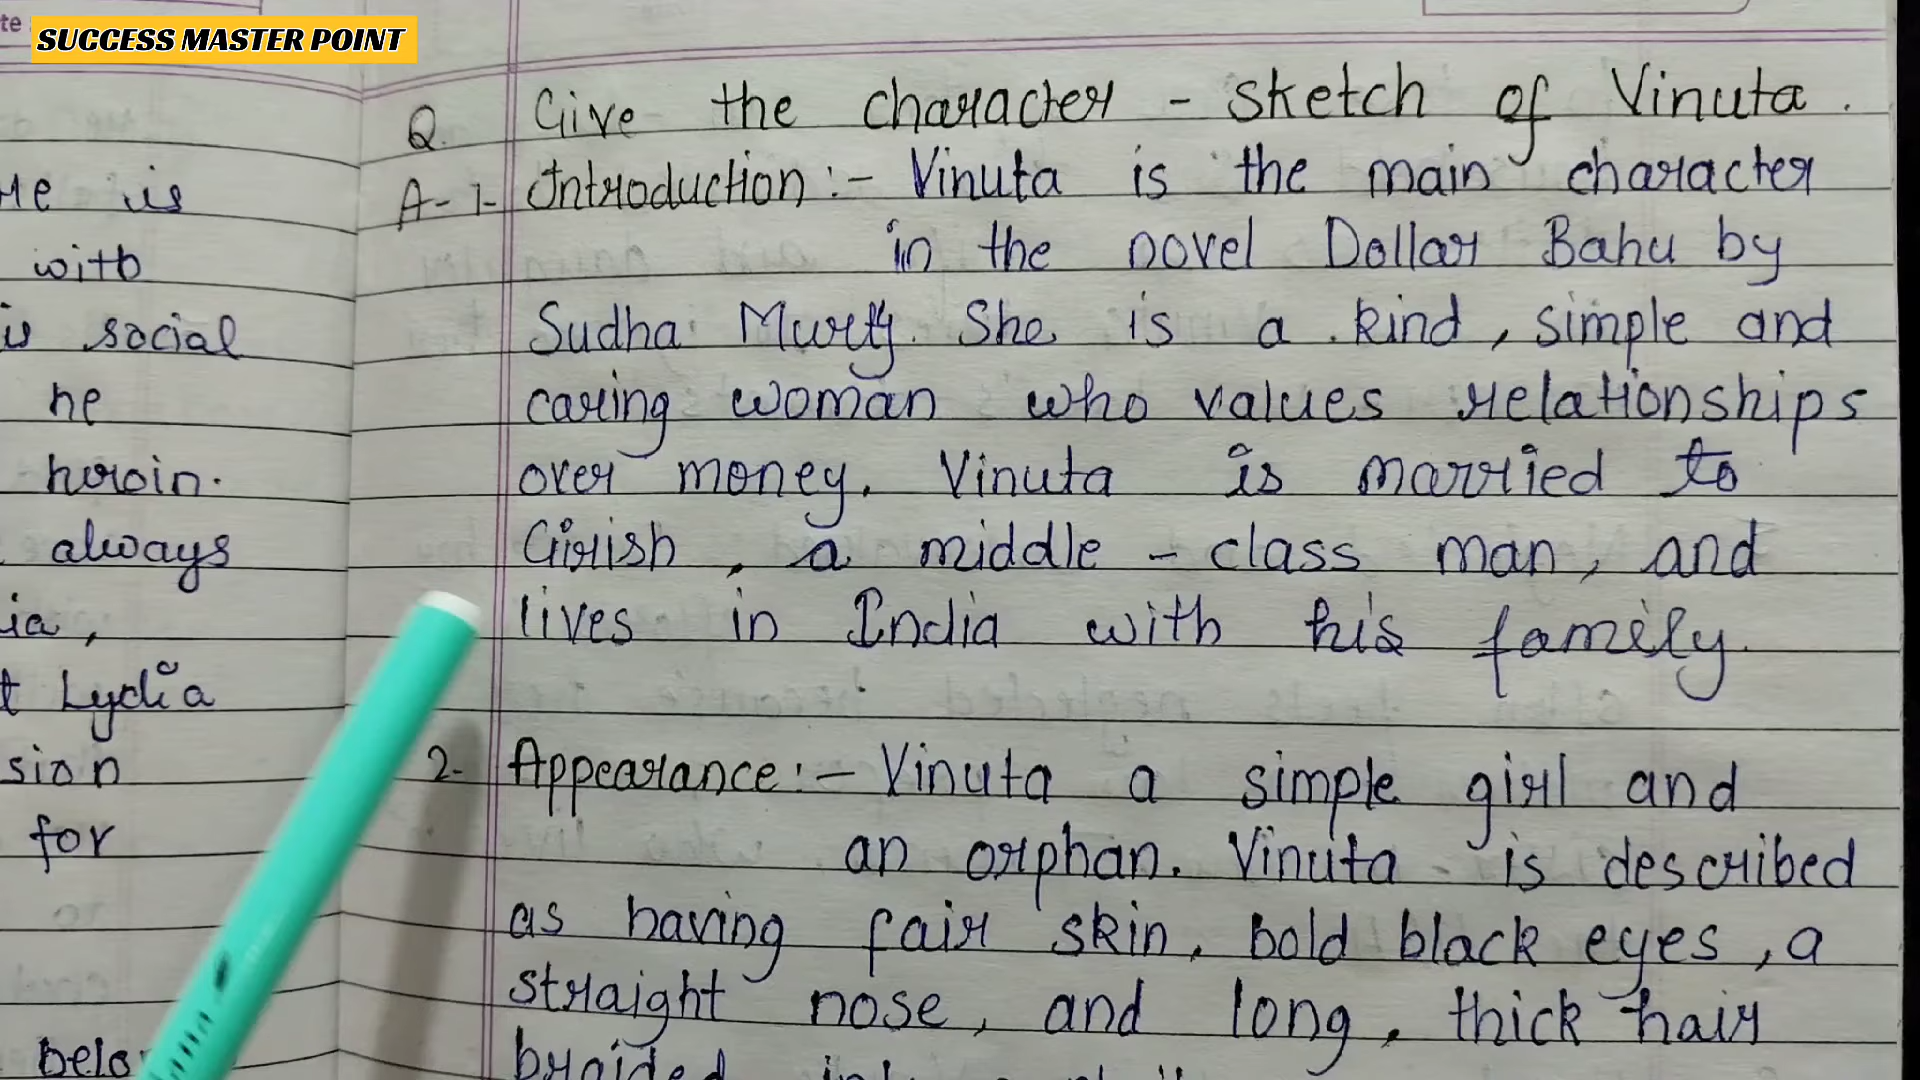 te
SUCCESS MASTER POINT
He is
with
is social
he
heroin.
always
ia,
t Lydia
sion
for
Q. Give the character - sketch of Vinuta.
A-1- Introduction :- Vinuta is the main character
in the novel Dollar Bahu by
Sudha Murty. She is a kind, simple and
caring woman who values relationships
over money. Vinuta is married to
Girish, a middle - class man, and
lives in India with his family.
2- Appearance :- Vinuta a simple girl and
an orphan. Vinuta is described
as having fair skin, bold black eyes, a
straight nose, and long, thick hair
braided